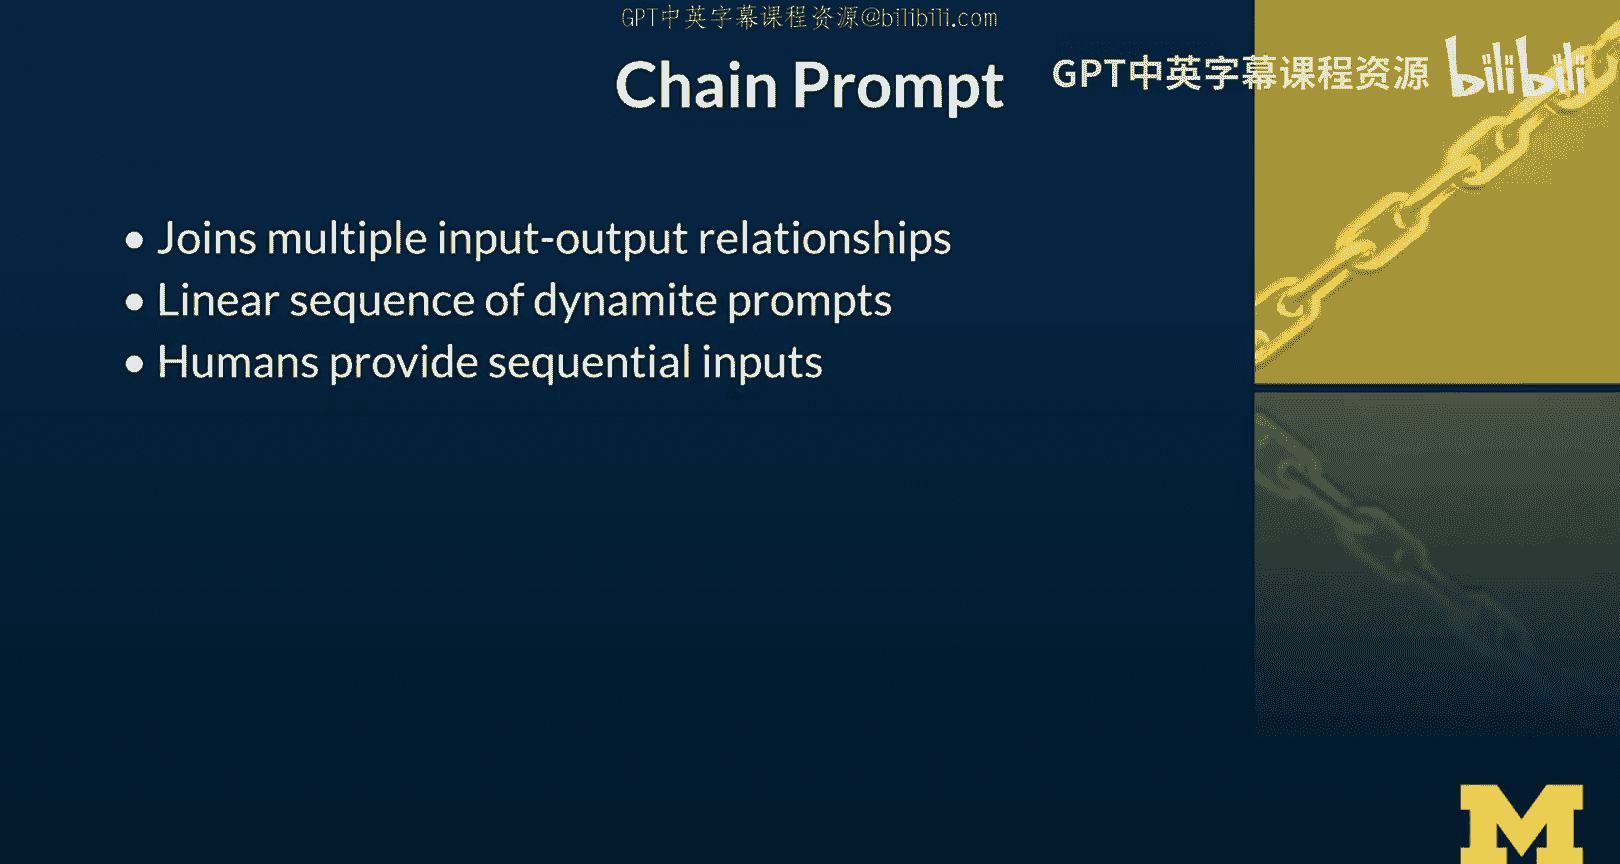 GPT中英字幕课程资源@bilibili.com
Chain Prompt
GPT中英字幕课程资源 bilibili
• Joins multiple input-output relationships
• Linear sequence of dynamite prompts
• Humans provide sequential inputs
M